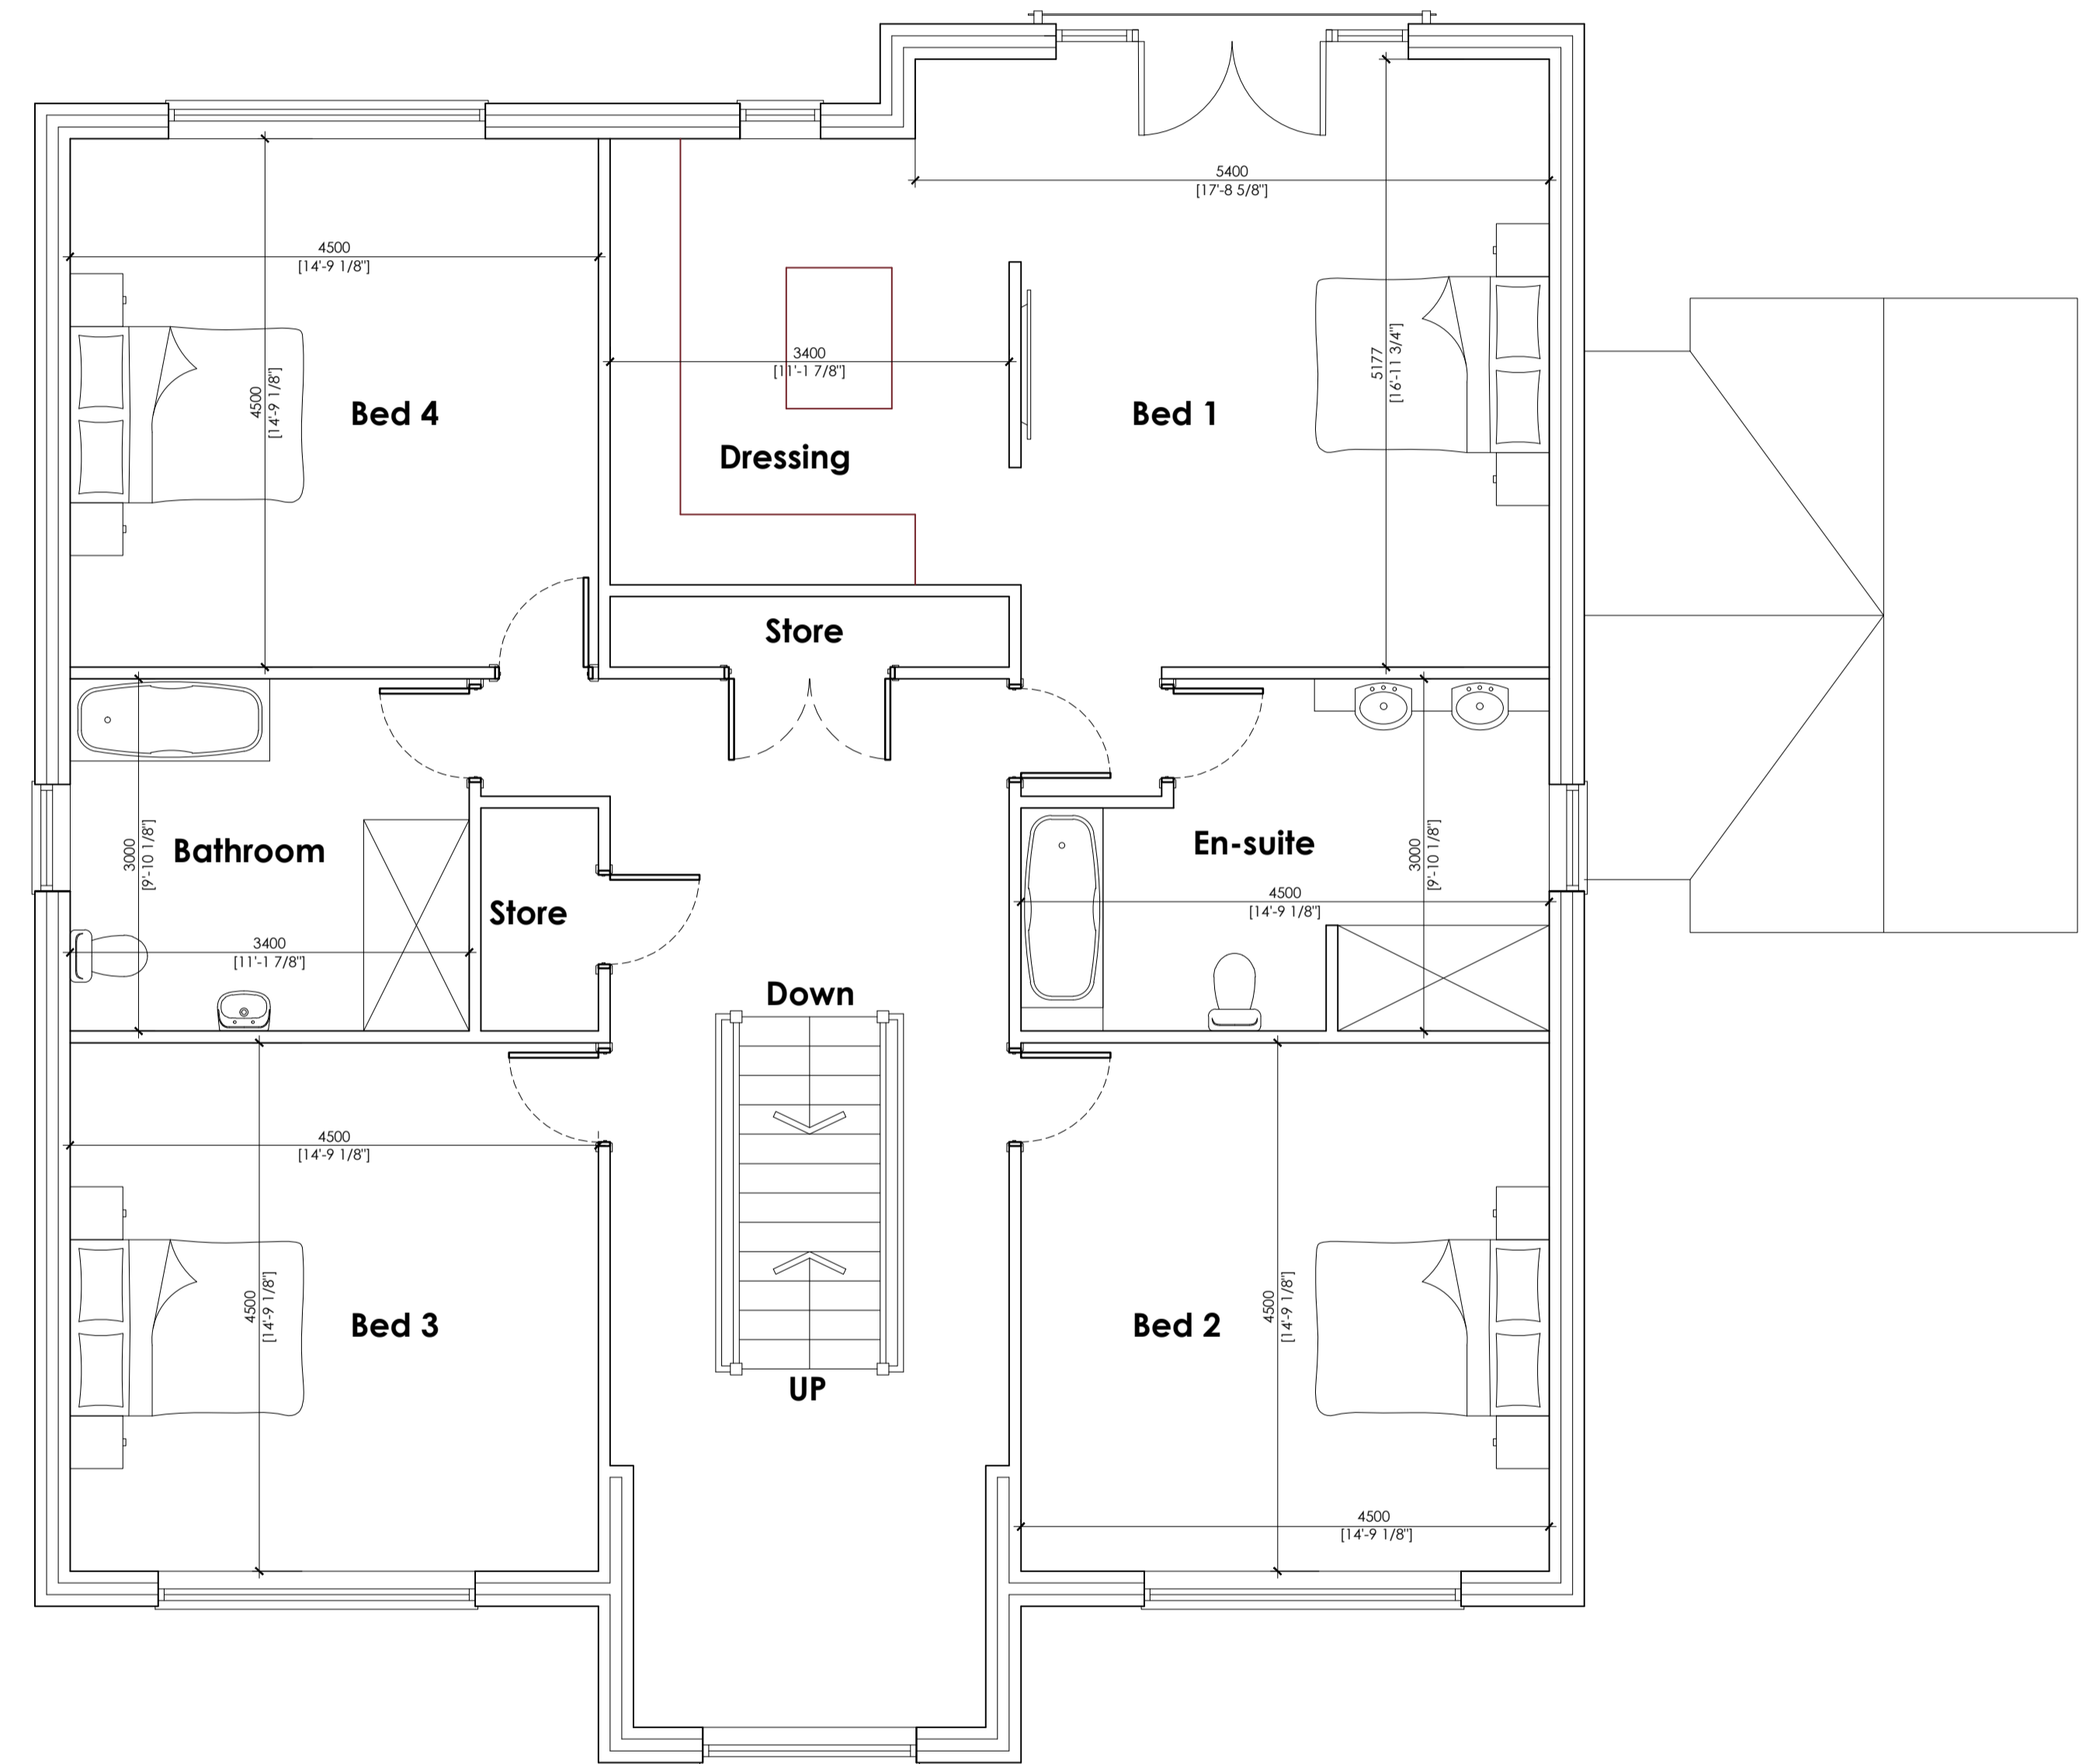 5400
[17'-8 5/8"]
4500
[14'-9 1/8"]
4500
[14'-9 1/8"]
Bed 4
3400
[11'-1 7/8"]
Dressing
5177
[16'-11 3/4"]
Bed 1
Store
3000
[9'-10 1/8"]
Bathroom
3400
[11'-1 7/8"]
Store
En-suite
4500
[14'-9 1/8"]
3000
[9'-10 1/8"]
Down
4500
[14'-9 1/8"]
4500
[14'-9 1/8"]
Bed 3
UP
4500
[14'-9 1/8"]
Bed 2
4500
[14'-9 1/8"]